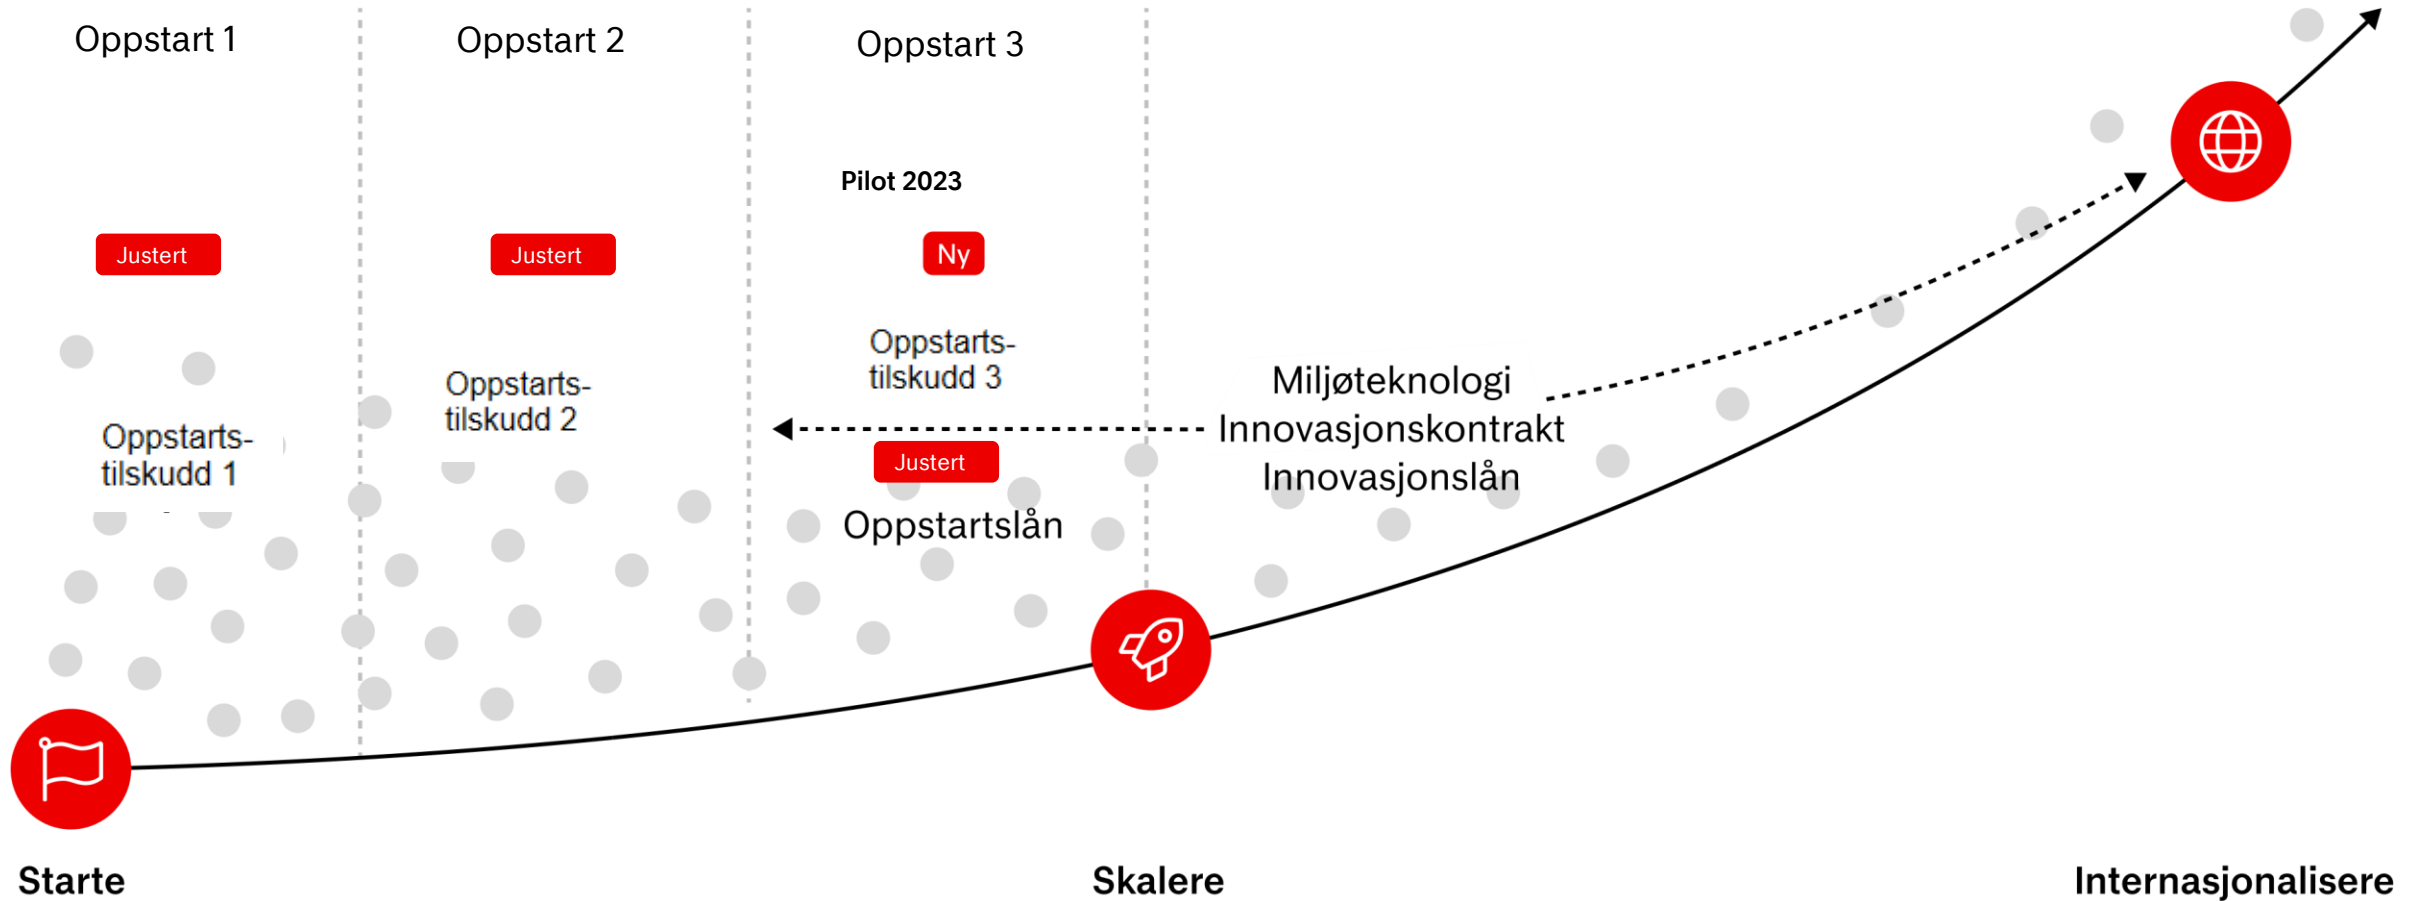 Oppstart 1
Oppstart 2
Oppstart 3
Pilot 2023
Justert
Justert
Ny
Oppstarts-
tilskudd 1
Oppstarts-
tilskudd 2
Oppstarts-
tilskudd 3
Justert
Oppstartslån
Miljøteknologi
Innovasjonskontrakt
Innovasjonslån
Starte
Skalere
Internasjonalisere